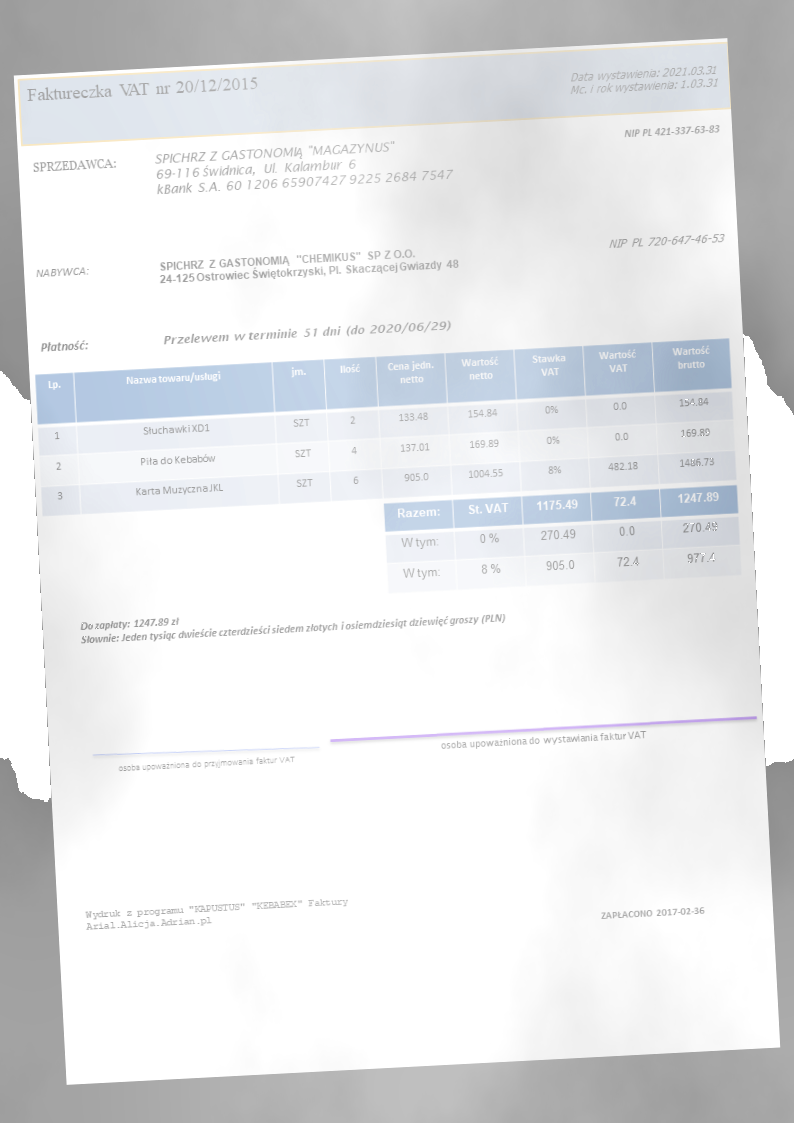 Faktureczka VAT nr 20/12/2015
Data wystawienia: 2021.03.31
Mc. i rok wystawienia: 1.03.31
NIP PL 421-337-63-83
SPRZEDAWCA:
SPICHRZ Z GASTONOMIĄ "MAGAZYNUS"
69-116 Świdnica, Ul. Kalambur 6
kBank S.A. 60 1206 65907427 9225 2684 7547
NIP PL 720-647-46-53
NABYWCA:
SPICHRZ Z GASTONOMIĄ "CHEMIKUS" SP Z O.O.
24-125 Ostrowiec Świętokrzyski, Pl. Skaczącej Gwiazdy 48
Płatność: Przelewem w terminie 51 dni (do 2020/06/29)
Lp. Nazwa towaru/usługi jm. Ilość Cena jedn. netto Wartość netto Stawka VAT Wartość VAT Wartość brutto
1 Słuchawki XD1 SZT 2 133.48 154.84 0% 0.0 154.84
2 Piła do Kebabów SZT 4 137.01 169.89 0% 0.0 169.89
3 Karta Muzyczna JKL SZT 6 905.0 1004.55 8% 482.18 1486.73
Razem: St. VAT 1175.49 72.4 1247.89
W tym: 0 % 270.49 0.0 270.49
W tym: 8 % 905.0 72.4 977.4
Do zapłaty: 1247.89 zł
Słownie: Jeden tysiąc dwieście czterdzieści siedem złotych i osiemdziesiąt dziewięć groszy (PLN)
osoba upoważniona do przyjmowania faktur VAT
osoba upoważniona do wystawiania faktur VAT
Wydruk z programu "KAPUSTUS" "KEBABEX" Faktury
Arial.Alicja.Adrian.pl
ZAPŁACONO 2017-02-36